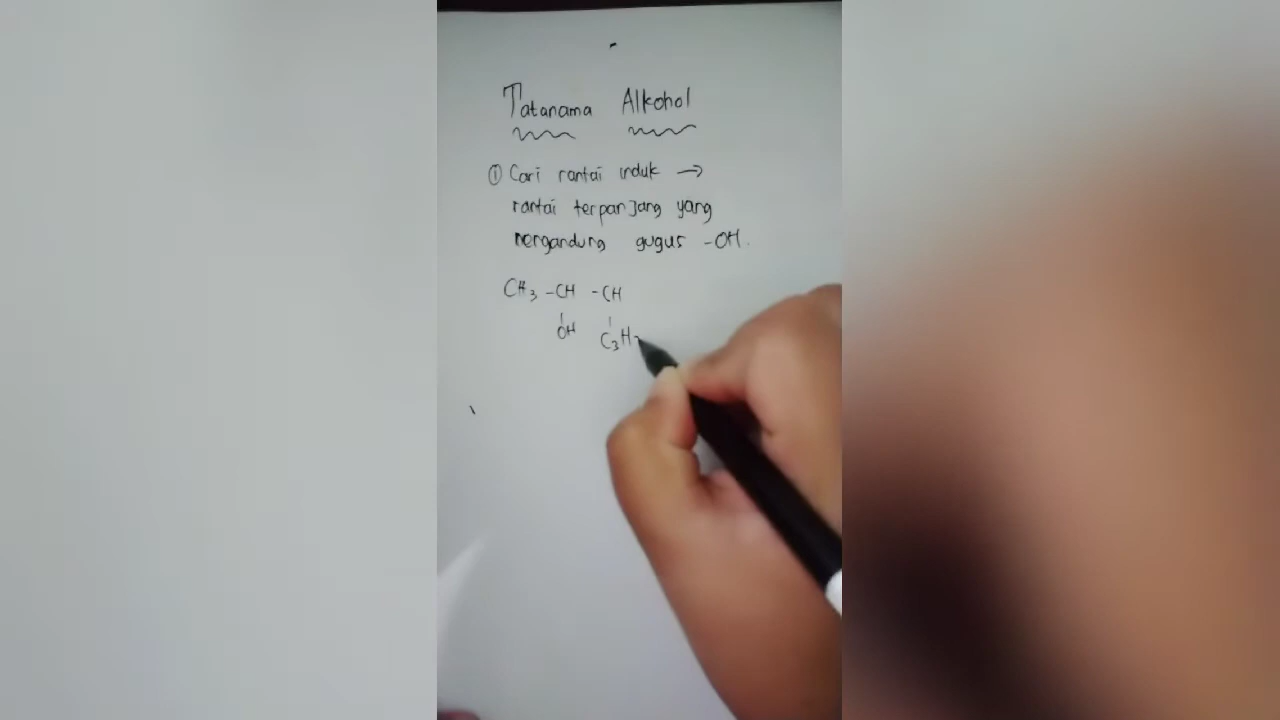 Tatanama Alkohol
① Cari rantai induk →
rantai terpanjang yang
mengandung gugus -OH.
CH₃ -CH -CH
OH C₃H